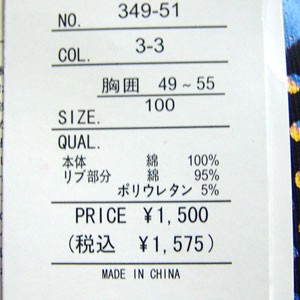 NO. 349-51
COL. 3-3
胸囲 49~55
SIZE. 100
QUAL.
本体 綿 100%
リブ部分 綿 95%
ポリウレタン 5%
PRICE ¥1,500
(税込 ¥1,575)
MADE IN CHINA